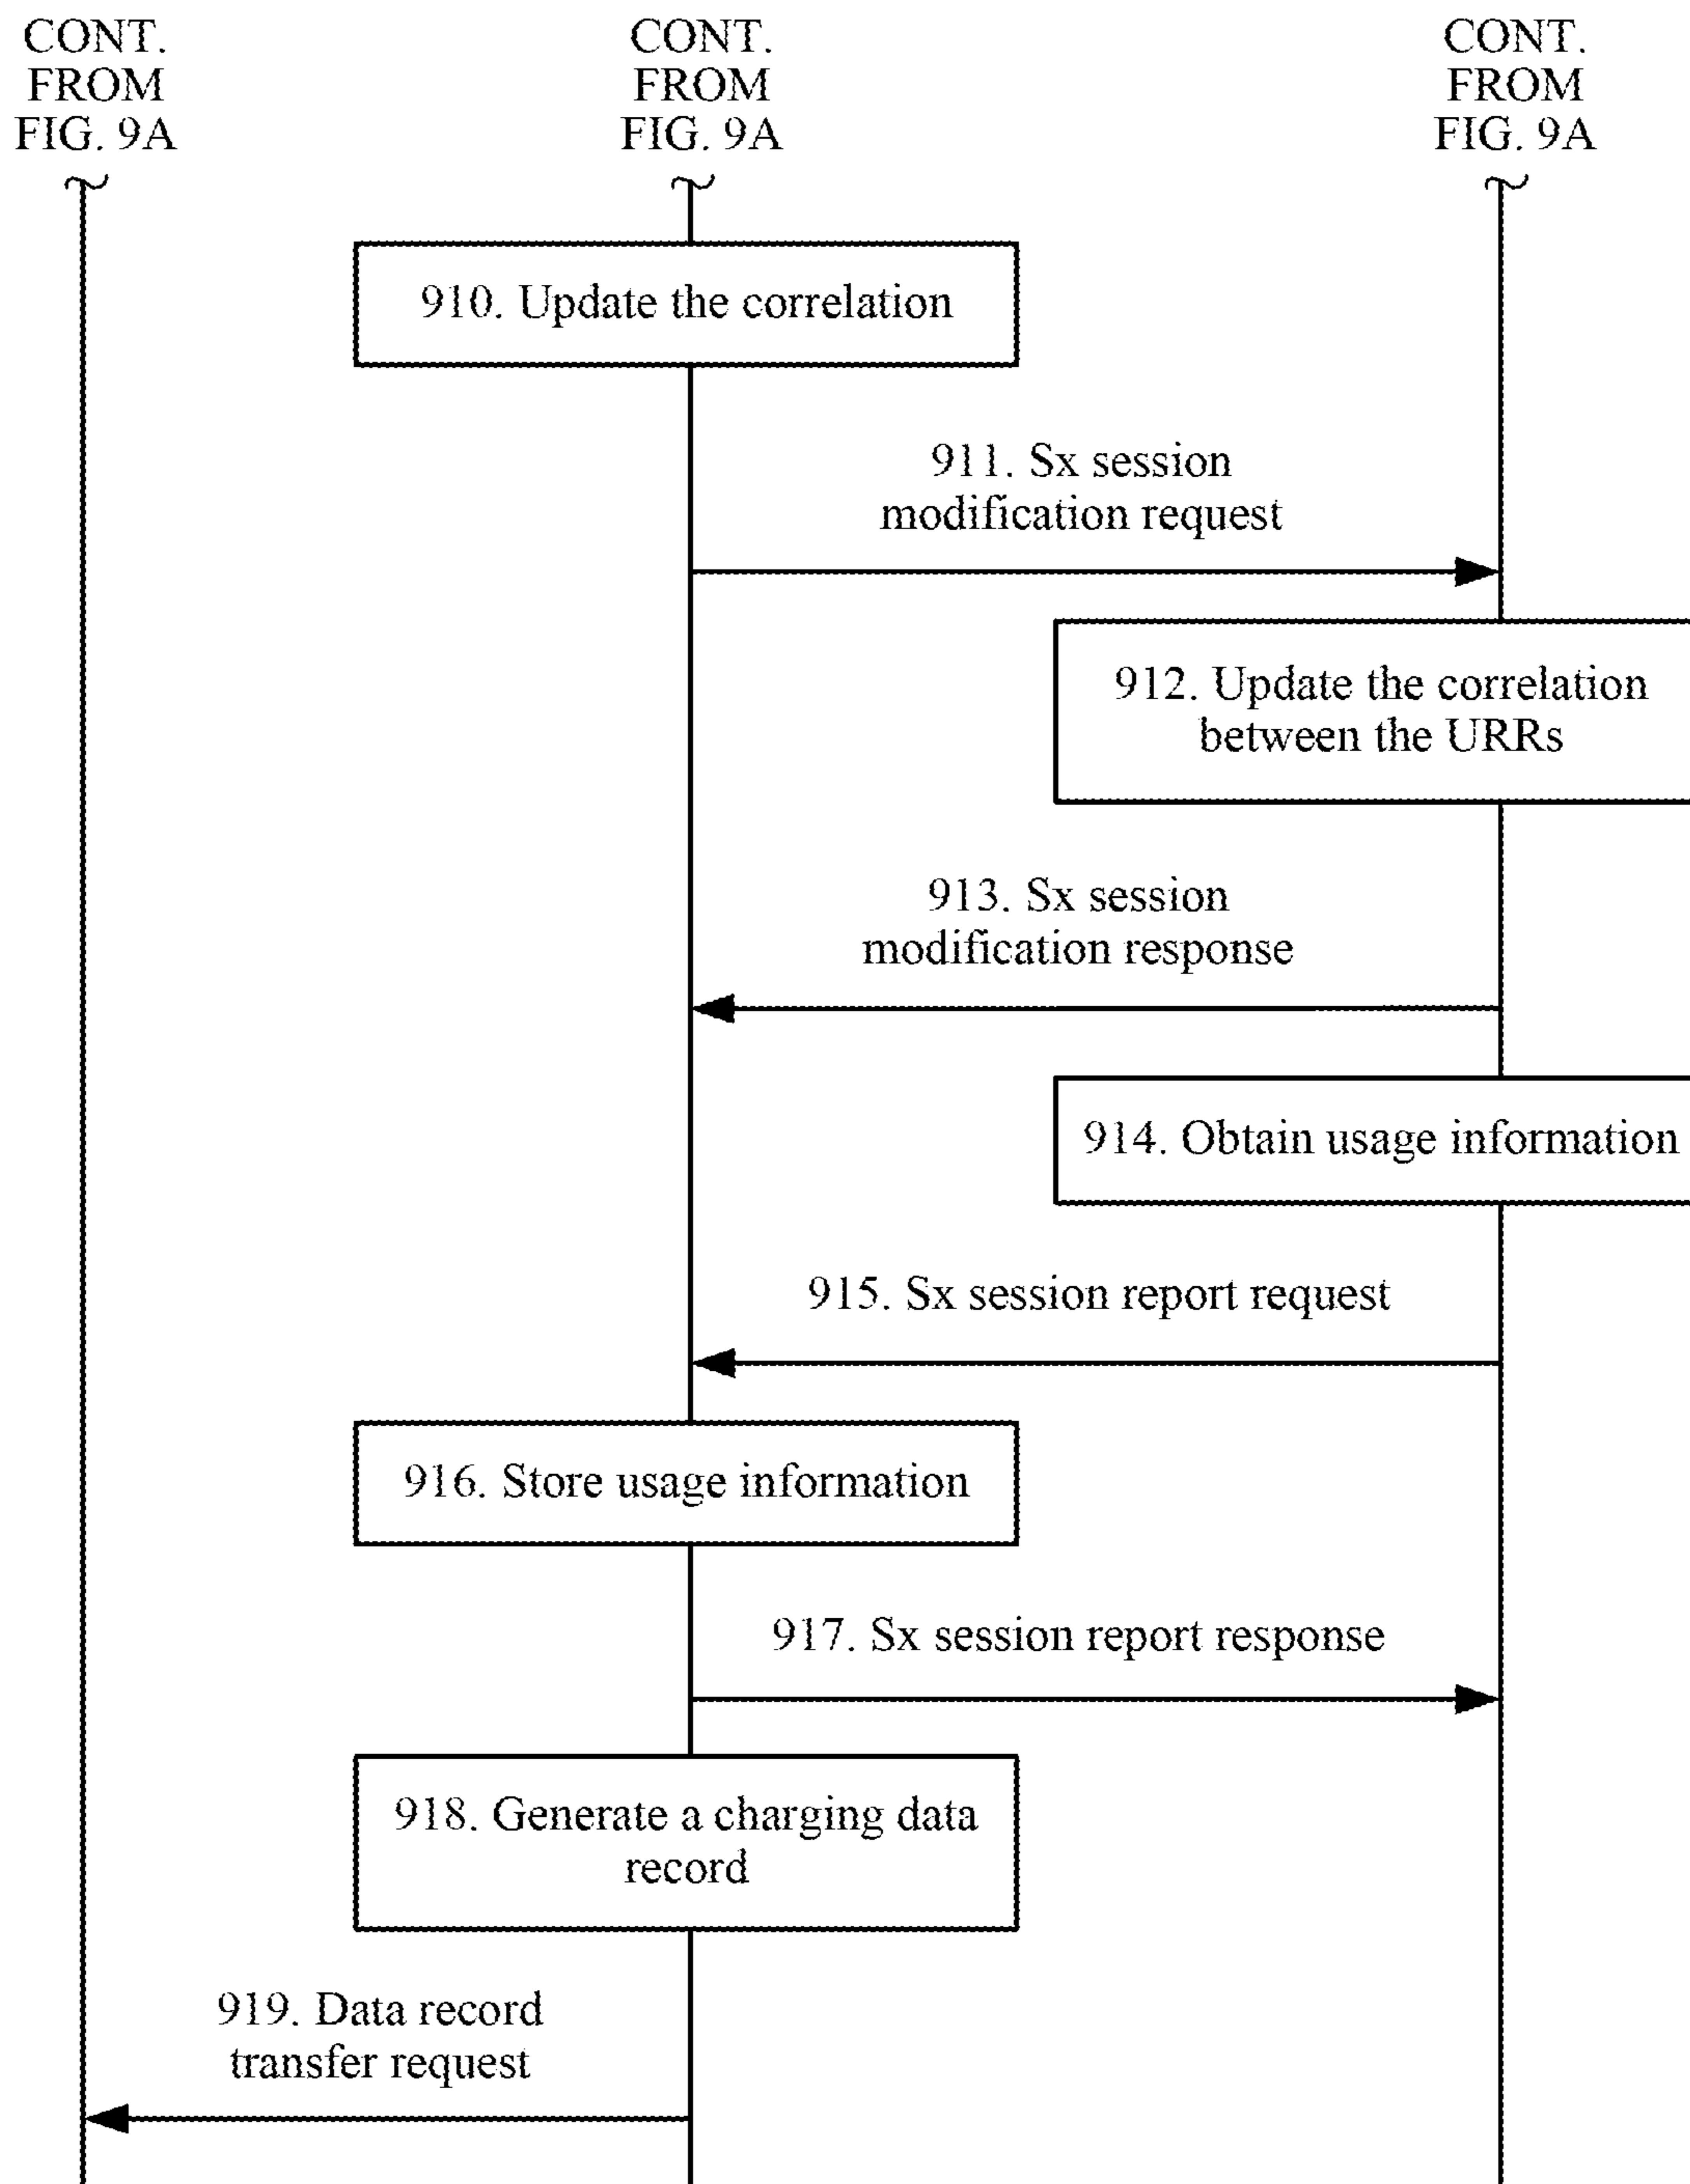 CONT.
FROM
FIG. 9A
CONT.
FROM
FIG. 9A
CONT.
FROM
FIG. 9A
910. Update the correlation
911. Sx session
modification request
912. Update the correlation
between the URRs
913. Sx session
modification response
914. Obtain usage information
915. Sx session report request
916. Store usage information
917. Sx session report response
918. Generate a charging data
record
919. Data record
transfer request